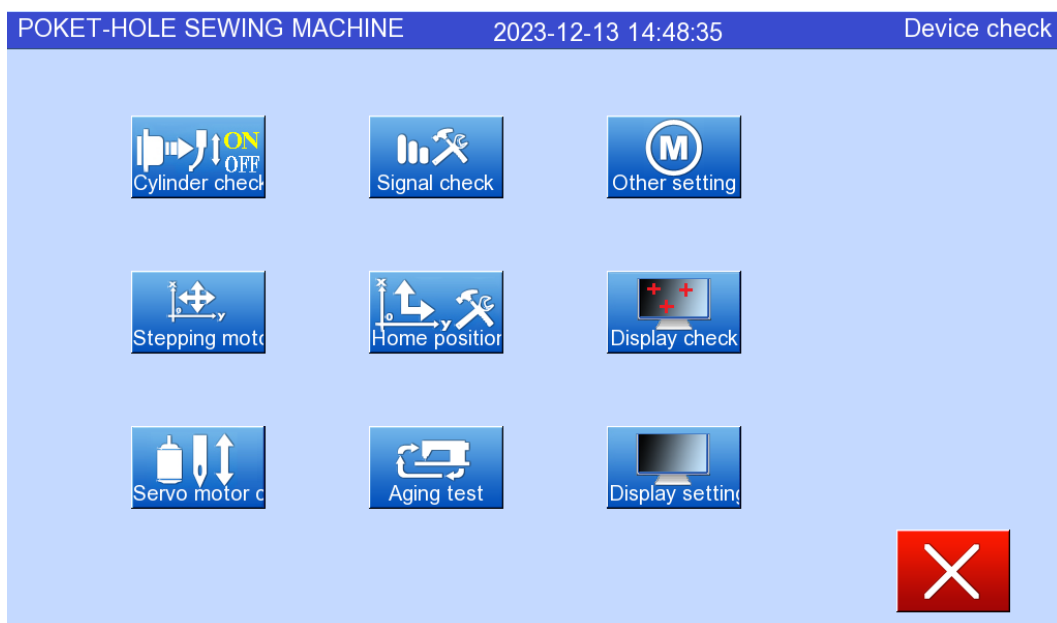 POKET-HOLE SEWING MACHINE 2023-12-13 14:48:35 Device check
ON
OFF
Cylinder check Signal check M Other setting
x o y Stepping moto x o y Home position Display check
Servo motor c Aging test Display setting